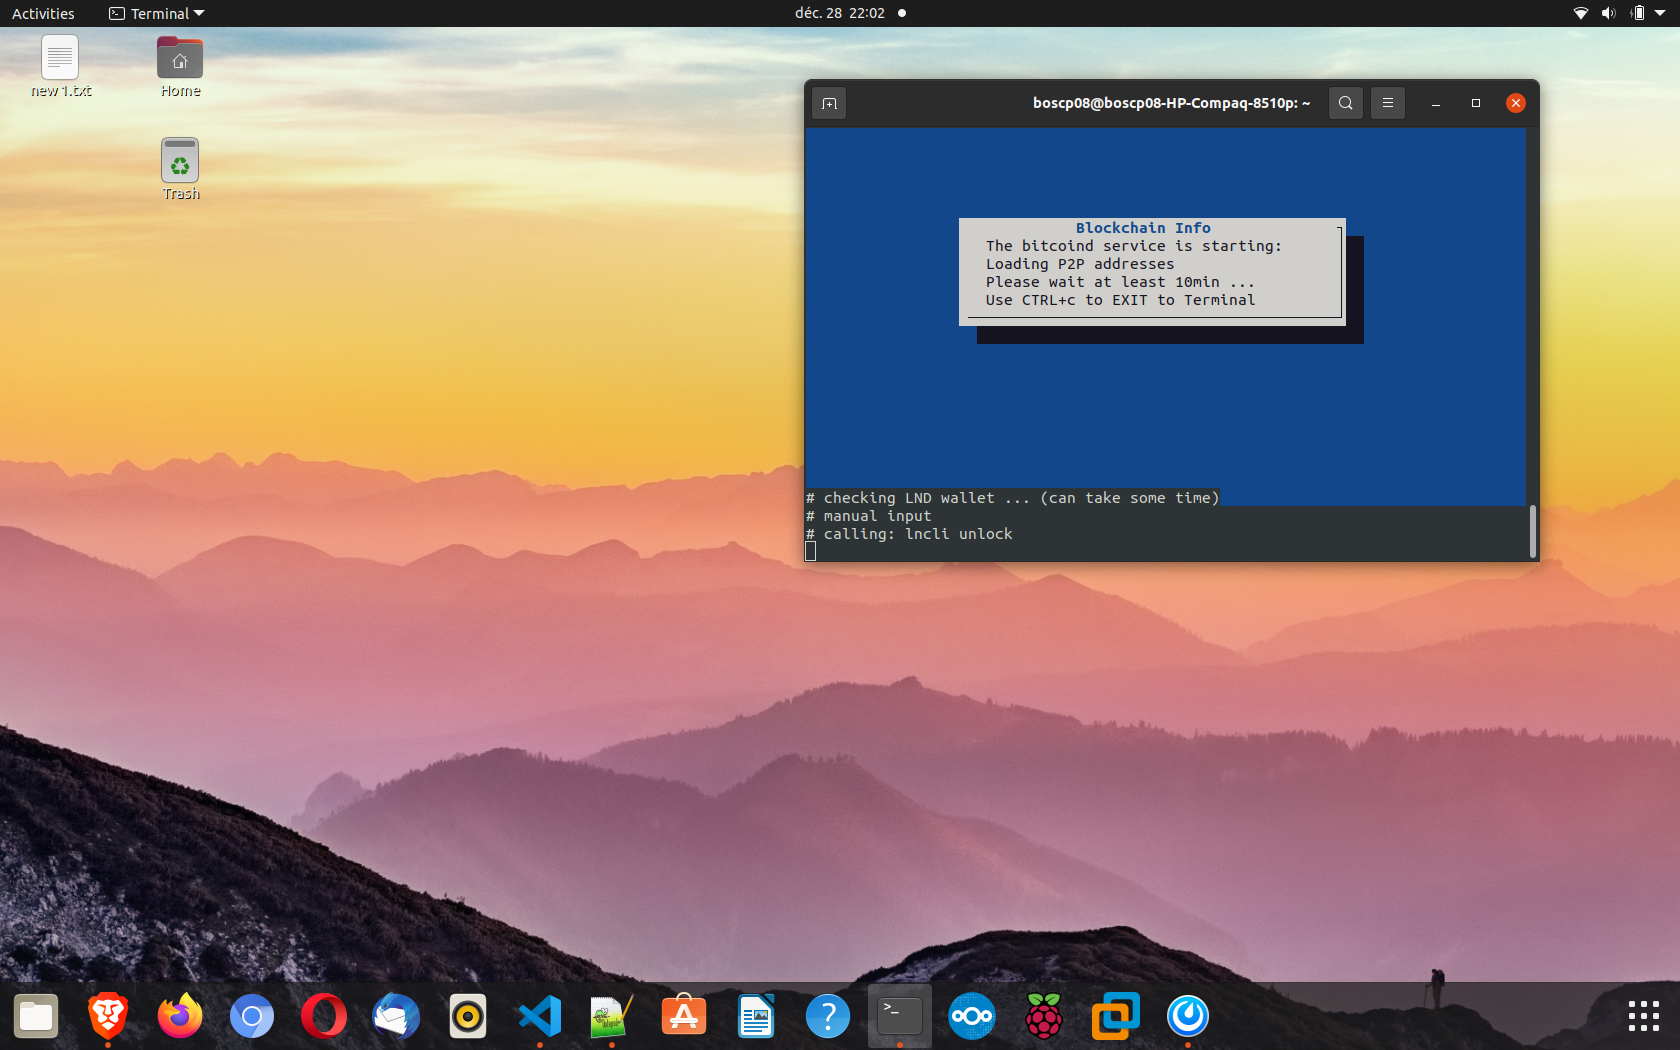 Activities
Terminal
déc. 28 22:02
new 1.txt
Home
Trash
boscp08@boscp08-HP-Compaq-8510p: ~
Blockchain Info
The bitcoind service is starting:
Loading P2P addresses
Please wait at least 10min ...
Use CTRL+c to EXIT to Terminal
# checking LND wallet ... (can take some time)
# manual input
# calling: lncli unlock